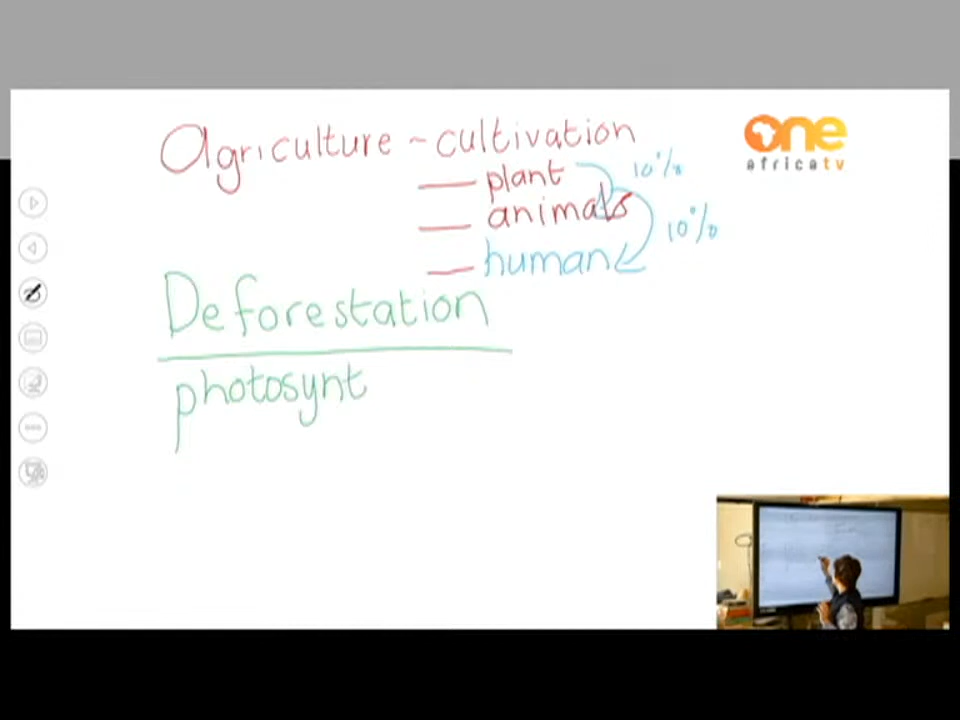 Agriculture - cultivation
one
africa tv
plant 10%
animals
10%
human
Deforestation
photosynt